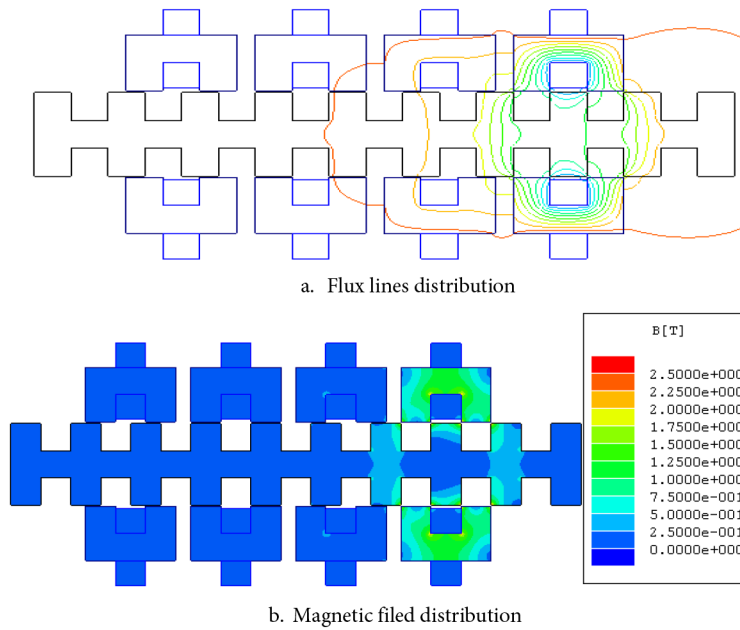 a. Flux lines distribution
B[T]
2.5000e+000
2.2500e+000
2.0000e+000
1.7500e+000
1.5000e+000
1.2500e+000
1.0000e+000
7.5000e-001
5.0000e-001
2.5000e-001
0.0000e+000
b. Magnetic filed distribution